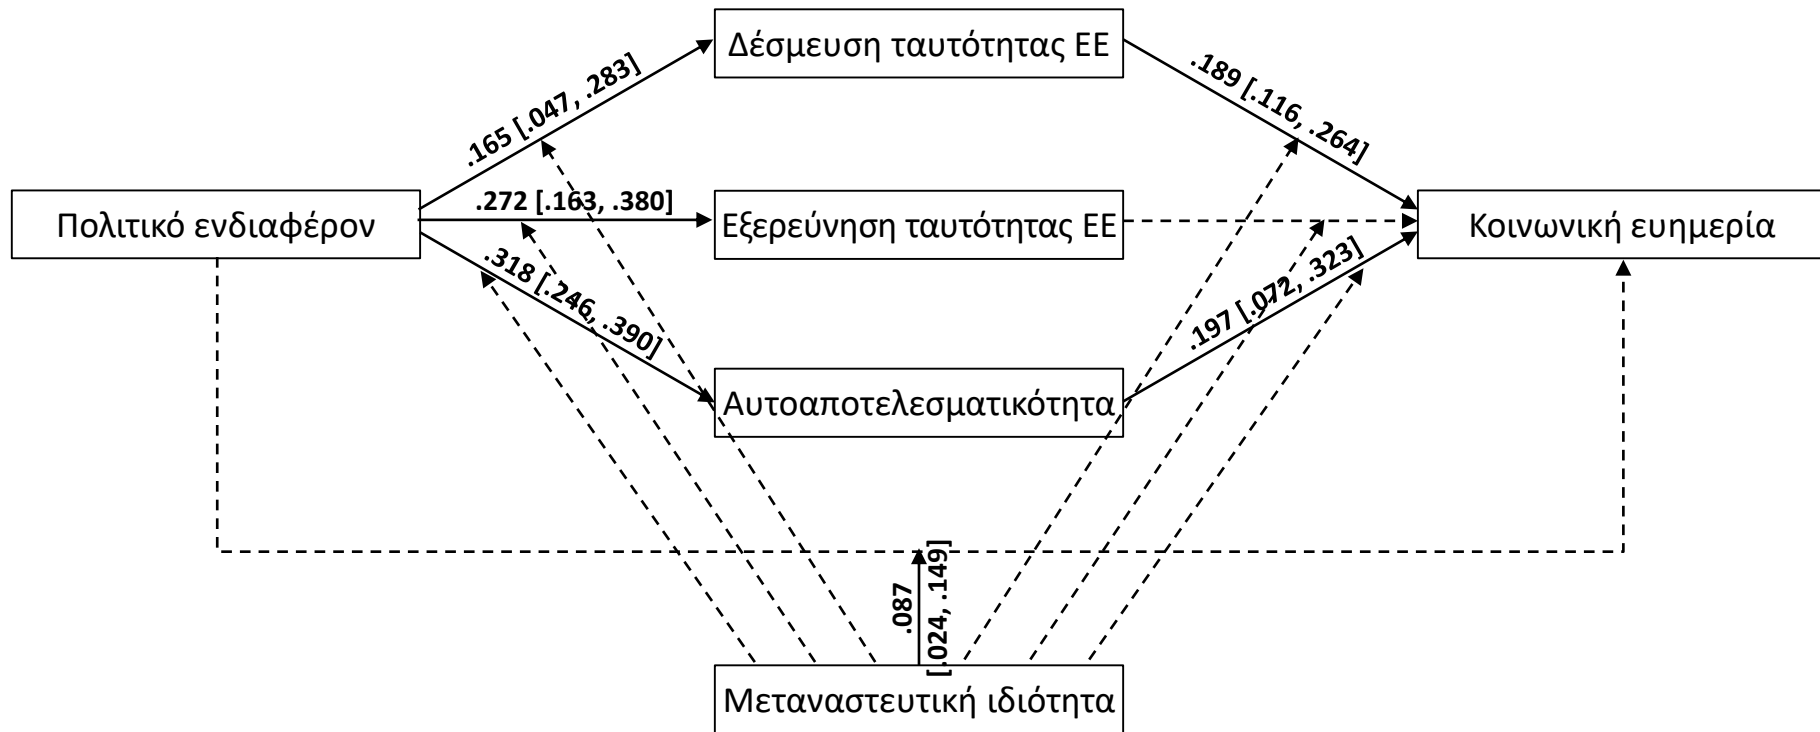 Δέσμευση ταυτότητας ΕΕ
.165 [.047, .283]
.189 [.116, .264]
Πολιτικό ενδιαφέρον
.272 [.163, .380]
Εξερεύνηση ταυτότητας ΕΕ
Κοινωνική ευημερία
.318 [.246, .390]
.197 [.072, .323]
Αυτοαποτελεσματικότητα
.087
[.024, .149]
Μεταναστευτική ιδιότητα